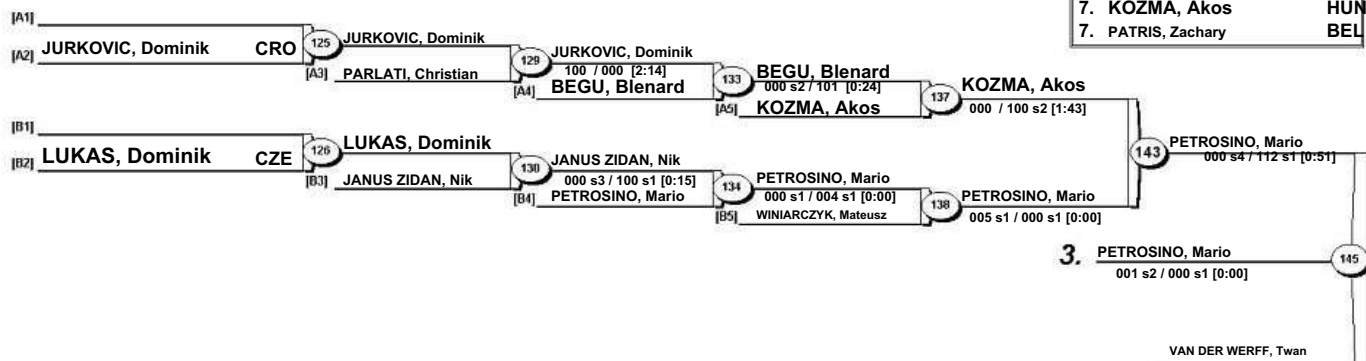 7. KOZMA, Akos HUN
7. PATRIS, Zachary BEL
[A1]
[A2] JURKOVIC, Dominik CRO
125
JURKOVIC, Dominik
[A3] PARLATI, Christian
129
JURKOVIC, Dominik
100 / 000 [2:14]
[A4] BEGU, Blenard
133
BEGU, Blenard
000 s2 / 101 [0:24]
[A5] KOZMA, Akos
137
KOZMA, Akos
000 / 100 s2 [1:43]
[B1]
[B2] LUKAS, Dominik CZE
126
LUKAS, Dominik
[B3] JANUS ZIDAN, Nik
130
JANUS ZIDAN, Nik
000 s3 / 100 s1 [0:15]
[B4] PETROSINO, Mario
134
PETROSINO, Mario
000 s1 / 004 s1 [0:00]
[B5] WINIARCZYK, Mateusz
138
PETROSINO, Mario
005 s1 / 000 s1 [0:00]
143
PETROSINO, Mario
000 s4 / 112 s1 [0:51]
3. PETROSINO, Mario
001 s2 / 000 s1 [0:00]
145
VAN DER WERFF, Twan